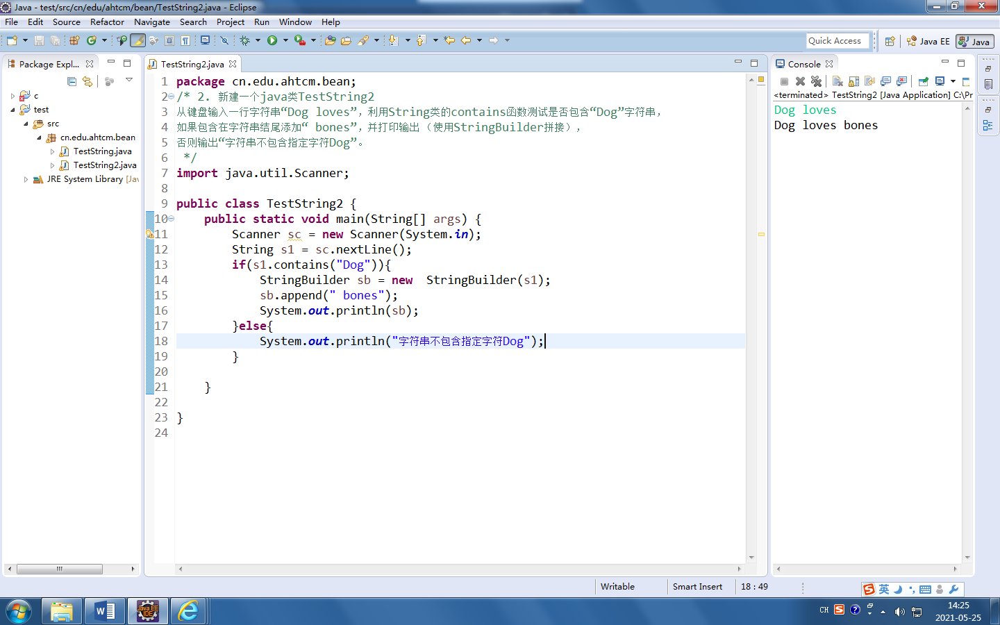 Java - test/src/cn/edu/ahtcm/bean/TestString2.java - Eclipse
File Edit Source Refactor Navigate Search Project Run Window Help
Quick Access
Java EE
Java
Package Expl...
c
test
src
cn.edu.ahtcm.bean
TestString.java
TestString2.java
JRE System Library [Jav
TestString2.java
1 package cn.edu.ahtcm.bean;
2 /* 2. 新建一个java类TestString2
3 从键盘输入一行字符串“Dog loves”，利用String类的contains函数测试是否包含“Dog”字符串，
4 如果包含在字符串结尾添加“ bones”，并打印输出 （使用StringBuilder拼接），
5 否则输出“字符串不包含指定字符Dog”。
6 */
7 import java.util.Scanner;
8
9 public class TestString2 {
10 public static void main(String[] args) {
11 Scanner sc = new Scanner(System.in);
12 String s1 = sc.nextLine();
13 if(s1.contains("Dog")){
14 StringBuilder sb = new  StringBuilder(s1);
15 sb.append(" bones");
16 System.out.println(sb);
17 }else{
18 System.out.println("字符串不包含指定字符Dog");
19 }
20
21 }
22
23 }
24
Console
<terminated> TestString2 [Java Application] C:\Pr
Dog loves
Dog loves bones
Writable
Smart Insert
18 : 49
英
CH
14:25
2021-05-25